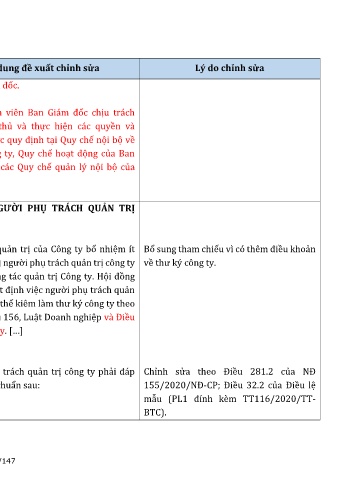 dung đề xuất chỉnh sửa
Lý do chỉnh sửa
đốc.
viên Ban Giám đốc chịu trách
thủ và thực hiện các quyền và
quy định tại Quy chế nội bộ về
ty, Quy chế hoạt động của Ban
các Quy chế quản lý nội bộ của
PHỤ TRÁCH QUẢN TRỊ
quản trị của Công ty bổ nhiệm ít
người phụ trách quản trị công ty
tác quản trị Công ty. Hội đồng
định việc người phụ trách quản
thể kiêm làm thư ký công ty theo
156, Luật Doanh nghiệp và Điều
[…]
trách quản trị công ty phải đáp
chuẩn sau:
Bổ sung tham chiếu vì có thêm điều khoản
về thư ký công ty.
Chỉnh sửa theo Điều 281.2 của NĐ
155/2020/NĐ-CP; Điều 32.2 của Điều lệ
mẫu (PL1 đính kèm TT116/2020/TT-
BTC).
/147